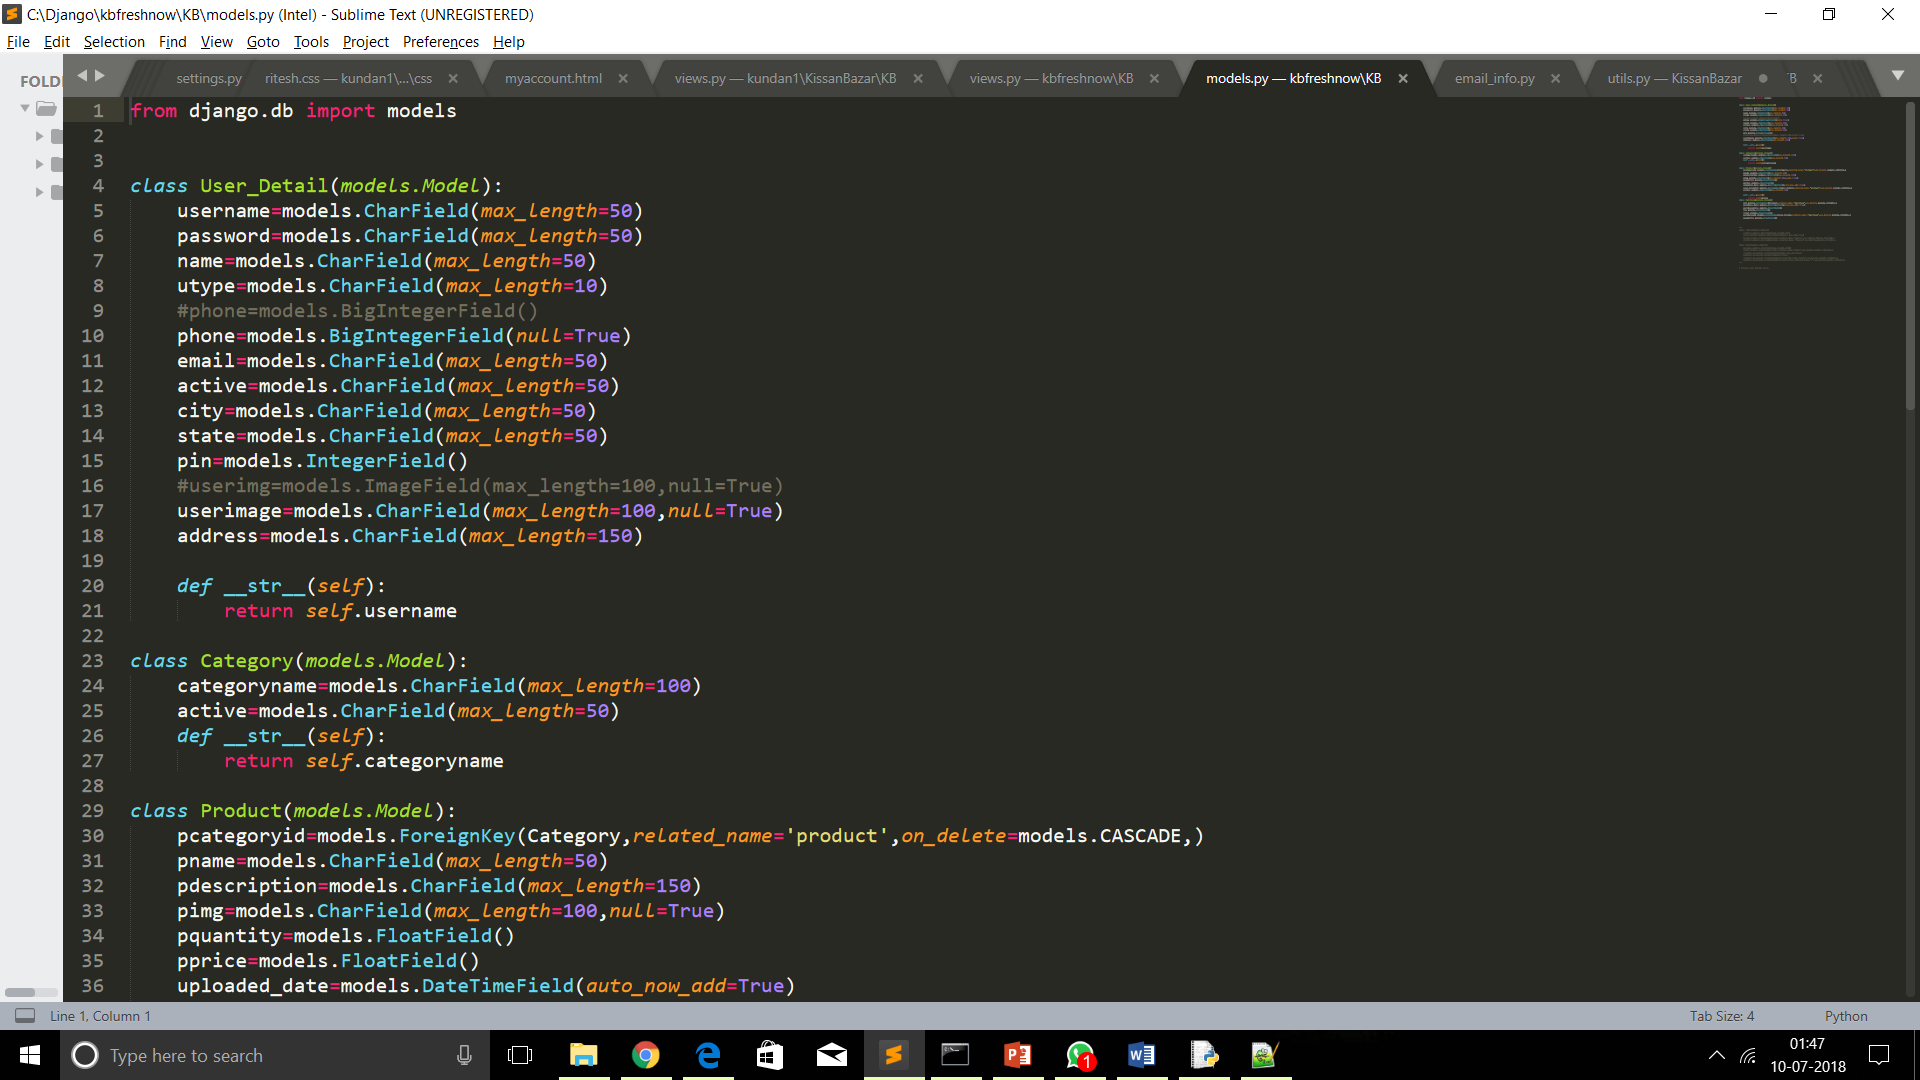 C:\Django\kbfreshnow\KB\models.py (Intel) - Sublime Text (UNREGISTERED)
File Edit Selection Find View Goto Tools Project Preferences Help
FOLD
settings.py ritesh.css — kundan1\...\css myaccount.html views.py — kundan1\KissanBazar\KB views.py — kbfreshnow\KB models.py — kbfreshnow\KB email_info.py utils.py — KissanBazar
1 from django.db import models
2
3
4 class User_Detail(models.Model):
5 username=models.CharField(max_length=50)
6 password=models.CharField(max_length=50)
7 name=models.CharField(max_length=50)
8 utype=models.CharField(max_length=10)
9 #phone=models.BigIntegerField()
10 phone=models.BigIntegerField(null=True)
11 email=models.CharField(max_length=50)
12 active=models.CharField(max_length=50)
13 city=models.CharField(max_length=50)
14 state=models.CharField(max_length=50)
15 pin=models.IntegerField()
16 #userimg=models.ImageField(max_length=100,null=True)
17 userimage=models.CharField(max_length=100,null=True)
18 address=models.CharField(max_length=150)
19
20 def __str__(self):
21 return self.username
22
23 class Category(models.Model):
24 categoryname=models.CharField(max_length=100)
25 active=models.CharField(max_length=50)
26 def __str__(self):
27 return self.categoryname
28
29 class Product(models.Model):
30 pcategoryid=models.ForeignKey(Category,related_name='product',on_delete=models.CASCADE,)
31 pname=models.CharField(max_length=50)
32 pdescription=models.CharField(max_length=150)
33 pimg=models.CharField(max_length=100,null=True)
34 pquantity=models.FloatField()
35 pprice=models.FloatField()
36 uploaded_date=models.DateTimeField(auto_now_add=True)
Line 1, Column 1 Tab Size: 4 Python
Type here to search
1
01:47
10-07-2018